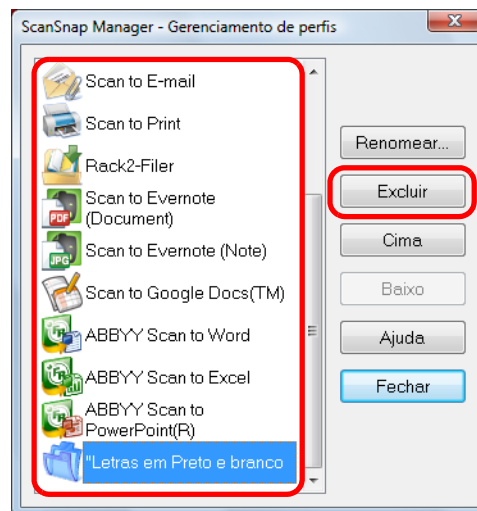 ScanSnap Manager - Gerenciamento de perfis
Scan to E-mail
Scan to Print
Rack2-Filer
Scan to Evernote
(Document)
Scan to Evernote (Note)
Scan to Google Docs(TM)
ABBYY Scan to Word
ABBYY Scan to Excel
ABBYY Scan to
PowerPoint(R)
"Letras em Preto e branco
Renomear...
Excluir
Cima
Baixo
Ajuda
Fechar
PDF
JPG